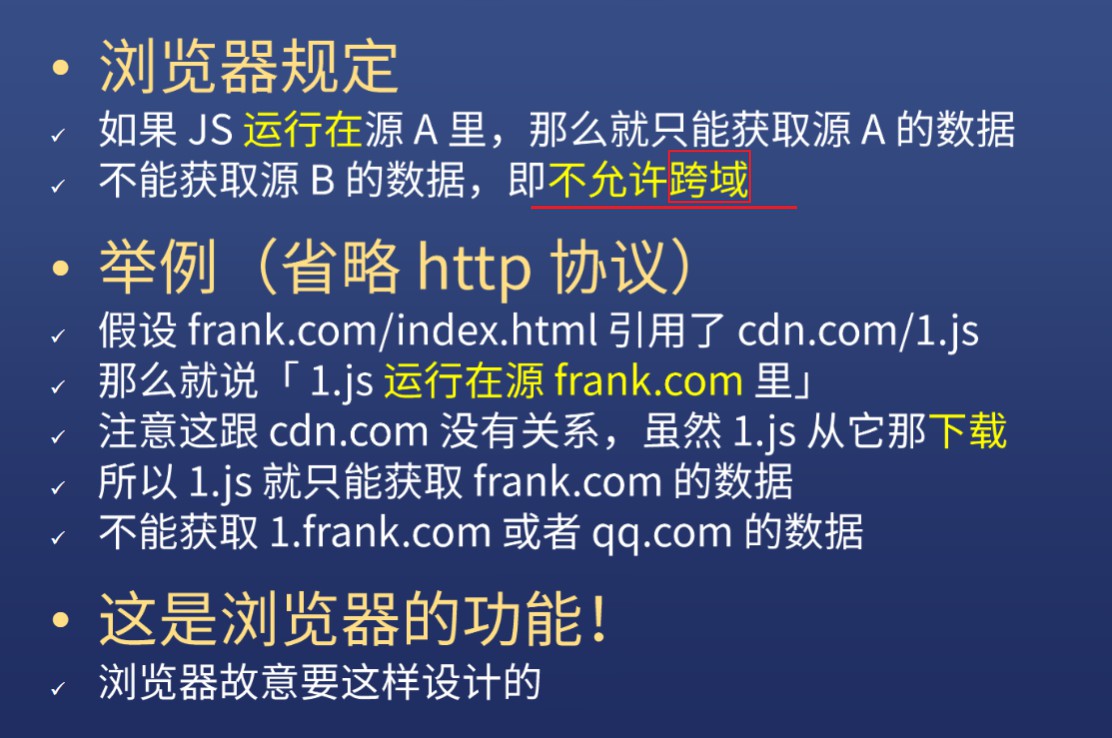 • 浏览器规定
✓ 如果 JS 运行在源 A 里，那么就只能获取源 A 的数据
✓ 不能获取源 B 的数据，即不允许跨域
• 举例（省略 http 协议）
✓ 假设 frank.com/index.html 引用了 cdn.com/1.js
✓ 那么就说「 1.js 运行在源 frank.com 里」
✓ 注意这跟 cdn.com 没有关系，虽然 1.js 从它那下载
✓ 所以 1.js 就只能获取 frank.com 的数据
✓ 不能获取 1.frank.com 或者 qq.com 的数据
• 这是浏览器的功能！
✓ 浏览器故意要这样设计的